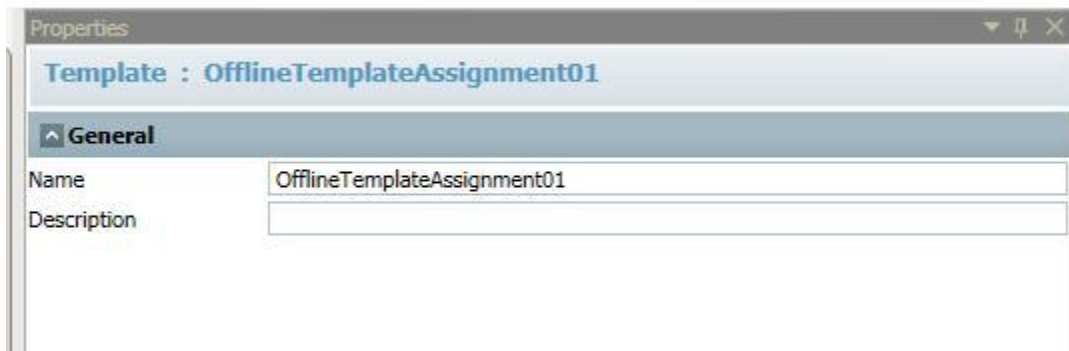 Properties
Template : OfflineTemplateAssignment01
General
Name OfflineTemplateAssignment01
Description